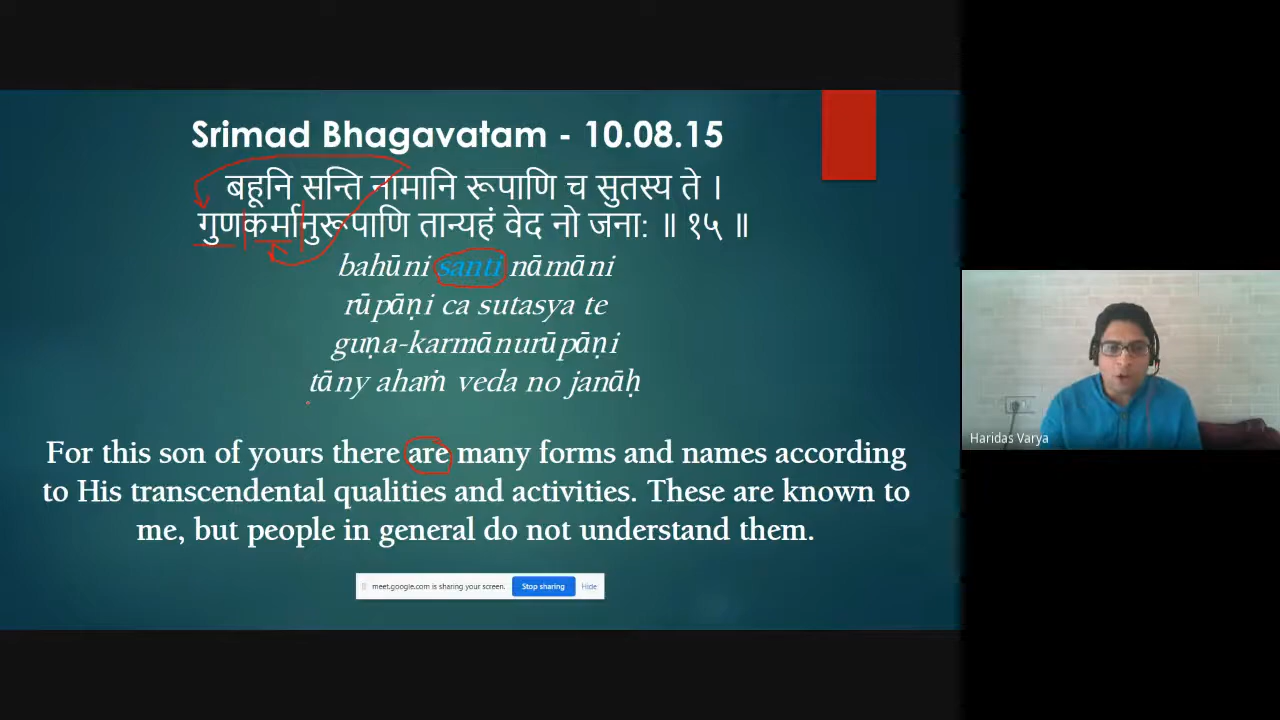 Srimad Bhagavatam - 10.08.15
बहूनि सन्ति नामानि रूपाणि च सुतस्य ते ।
गुणकर्मानुरूपाणि तान्यहं वेद नो जना: ॥ १५ ॥
bahūni santi nāmāni
rūpāṇi ca sutasya te
guṇa-karmānurūpāṇi
tāny ahaṁ veda no janāḥ
For this son of yours there are many forms and names according
to His transcendental qualities and activities. These are known to
me, but people in general do not understand them.
meet.google.com is sharing your screen. Stop sharing Hide
Haridas Varya